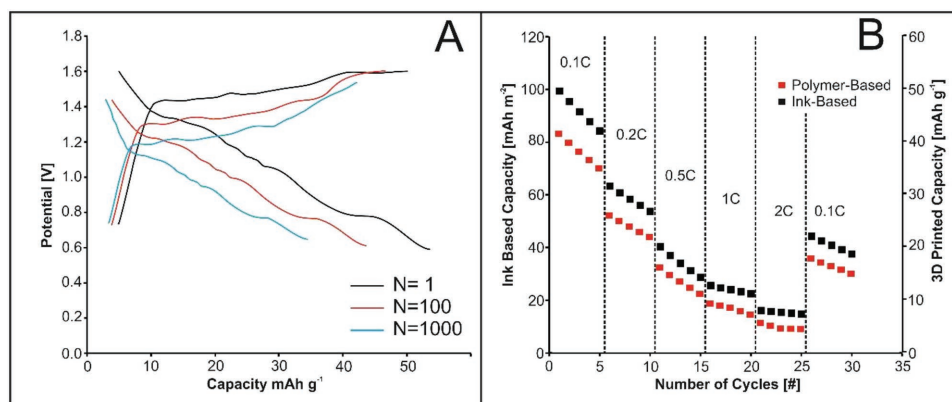 A
1.8
1.6
1.4
1.2
1.0
0.8
0.6
0.4
0.2
0.0
Potential [V]
0
10
20
30
40
50
Capacity mAh g⁻¹
N= 1
N=100
N=1000
B
120
100
80
60
40
20
0
Ink Based Capacity [mAh m⁻²]
0.1C
0.2C
0.5C
1C
2C
0.1C
Polymer-Based
Ink-Based
60
50
40
30
20
10
0
3D Printed Capacity [mAh g⁻¹]
0
5
10
15
20
25
30
35
Number of Cycles [#]